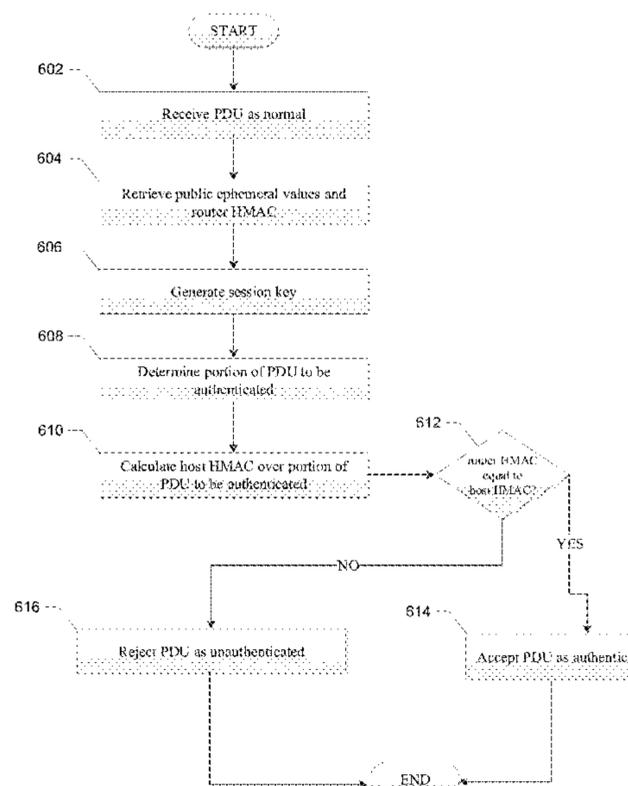 START
602
Receive PDU as normal
604
Retrieve public ephemeral values and
router HMAC
606
Generate session key
608
Determine portion of PDU to be
authenticated
610
Calculate host HMAC over portion of
PDU to be authenticated
612
router HMAC
equal to
host HMAC?
YES
NO
616
Reject PDU as unauthenticated
614
Accept PDU as authentic
END